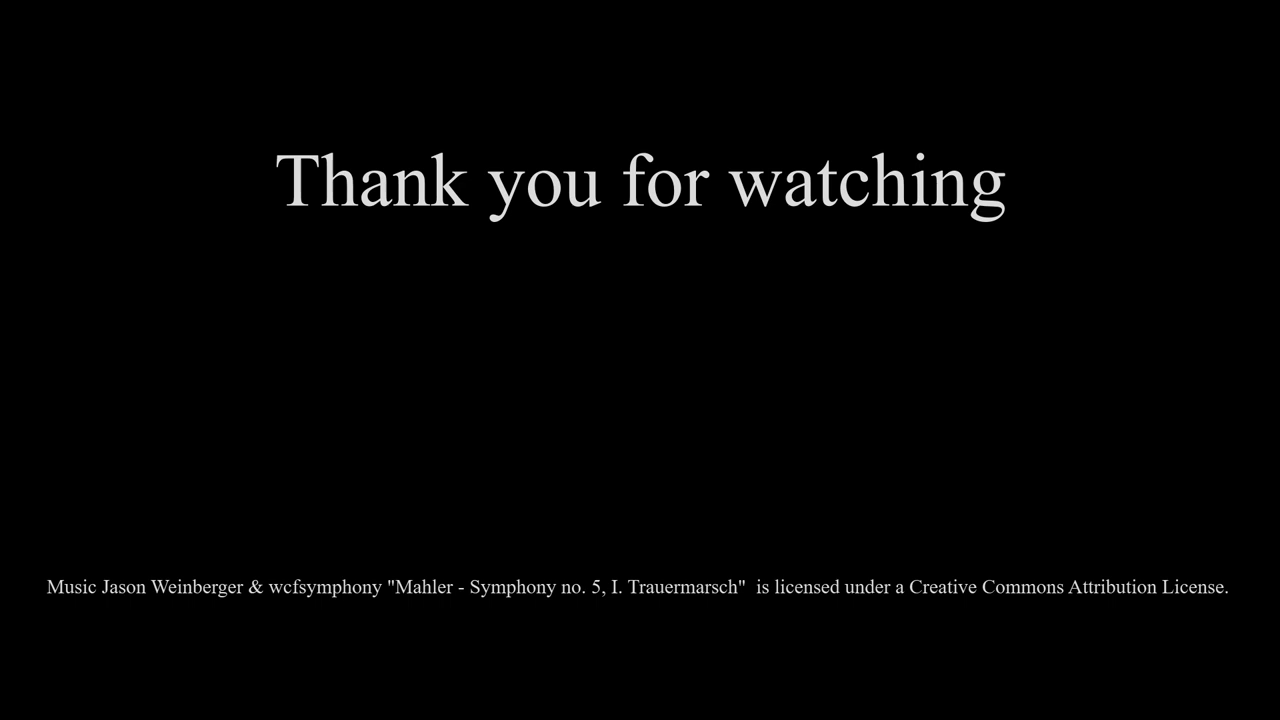 Thank you for watching
Music Jason Weinberger & wcfsymphony "Mahler - Symphony no. 5, I. Trauermarsch"  is licensed under a Creative Commons Attribution License.